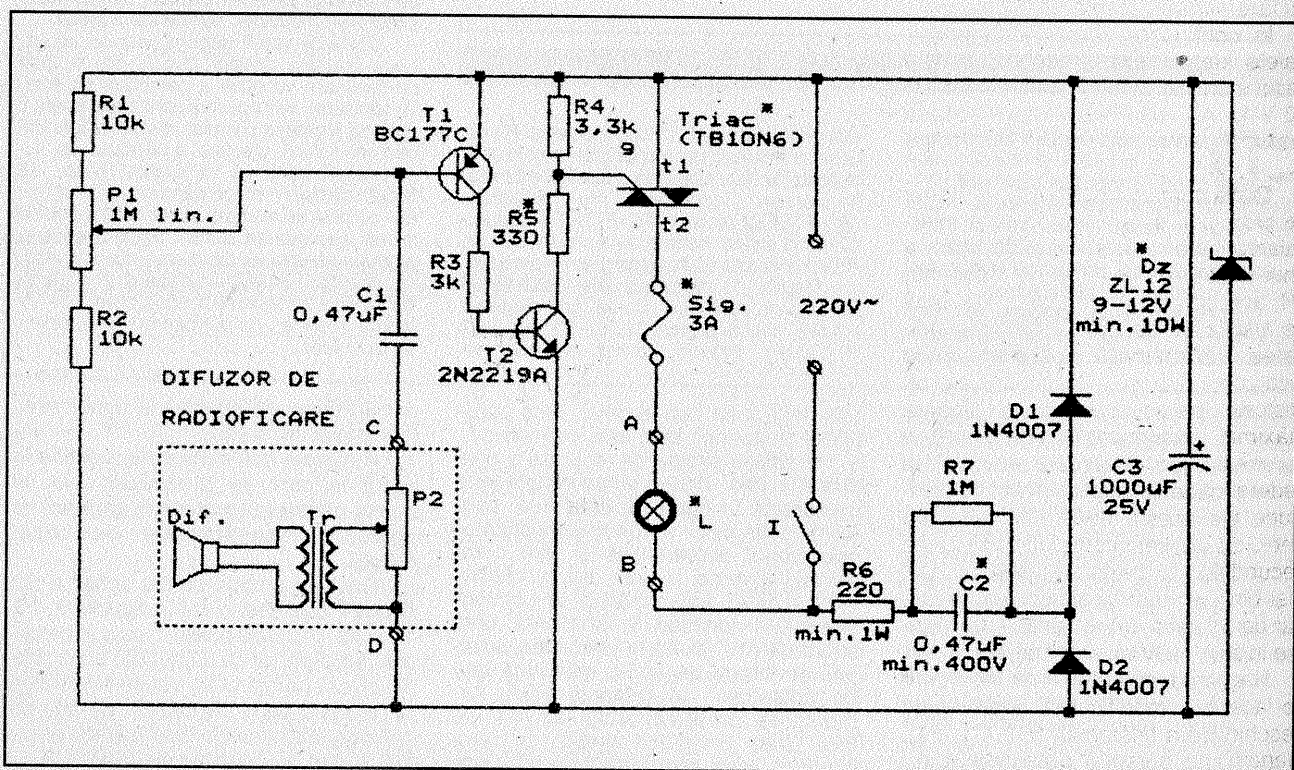 R1
10k
P1
1M lin.
R2
10k
T1
BC177C
R4
3,3k
g
Triac*
(TB10N6)
t1
t2
*
R5
330
R3
3k
C1
0,47uF
T2
2N2219A
*
Sig.
3A
220V~
*
Dz
ZL12
9-12V
min.10W
DIFUZOR DE
RADIOFICARE
C
A
D1
1N4007
R7
1M
+
C3
1000uF
25V
P2
Dif.
Tr
*
L
I
B
R6
220
min.1W
*
C2
0,47uF
min.400V
D
D2
1N4007